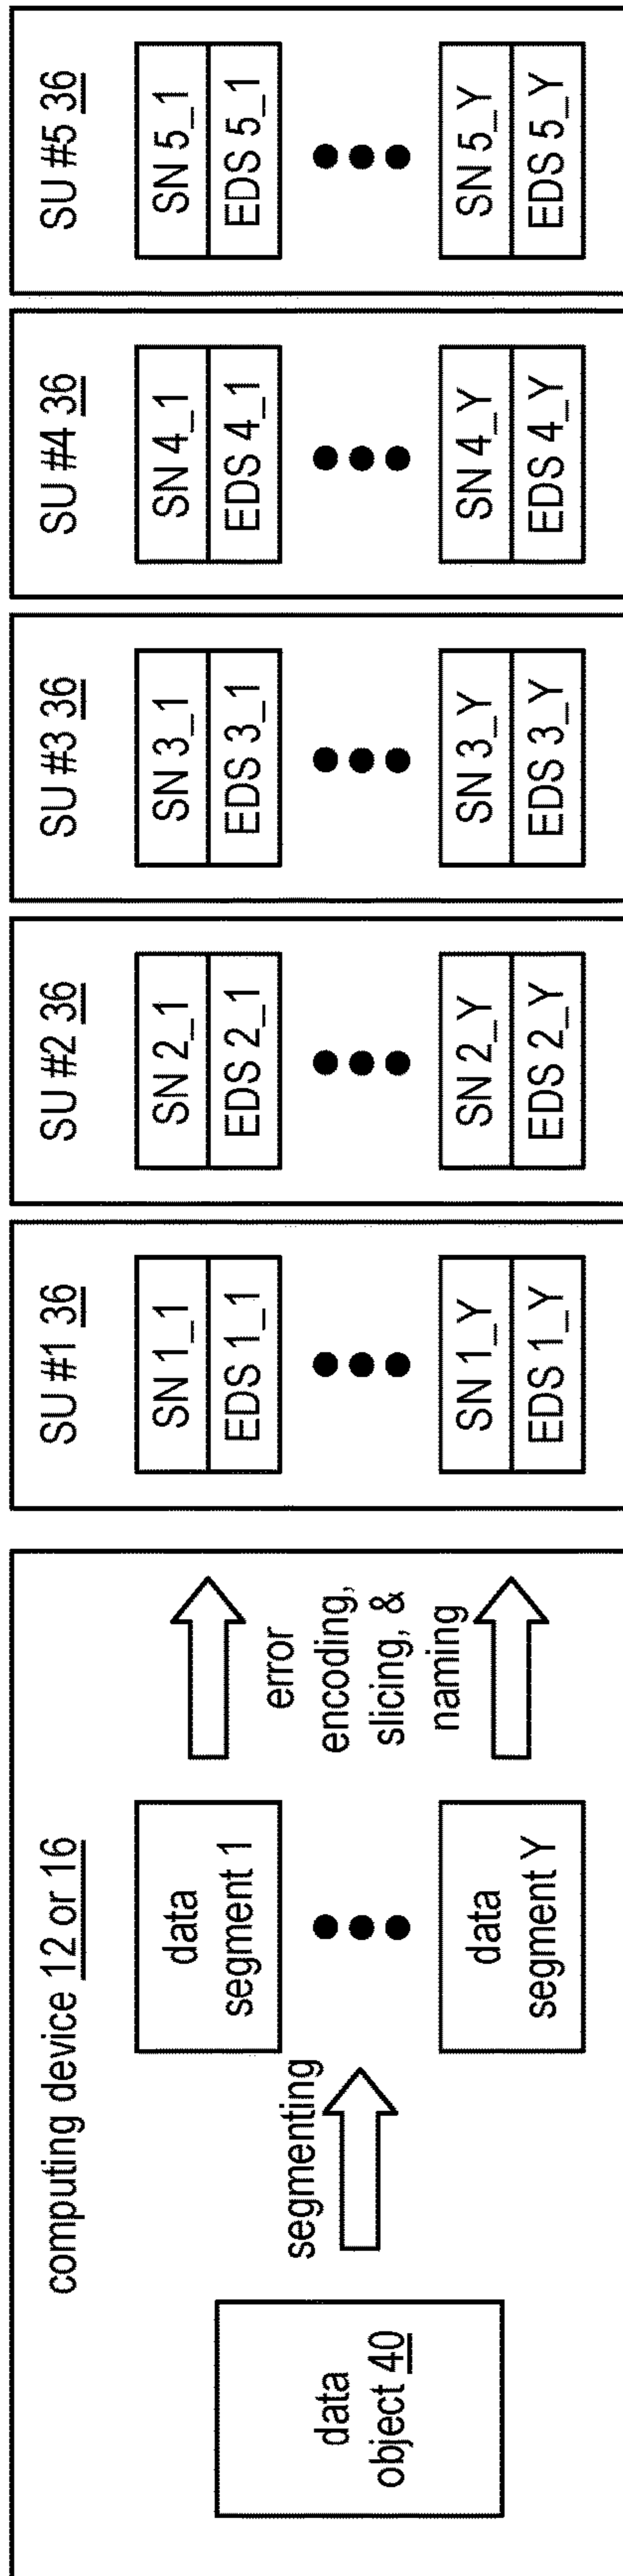 computing device 12 or 16
data
object 40
segmenting
data
segment 1
data
segment Y
error
encoding,
slicing, &
naming
SU #1 36
SN 1_1
EDS 1_1
SN 1_Y
EDS 1_Y
SU #2 36
SN 2_1
EDS 2_1
SN 2_Y
EDS 2_Y
SU #3 36
SN 3_1
EDS 3_1
SN 3_Y
EDS 3_Y
SU #4 36
SN 4_1
EDS 4_1
SN 4_Y
EDS 4_Y
SU #5 36
SN 5_1
EDS 5_1
SN 5_Y
EDS 5_Y